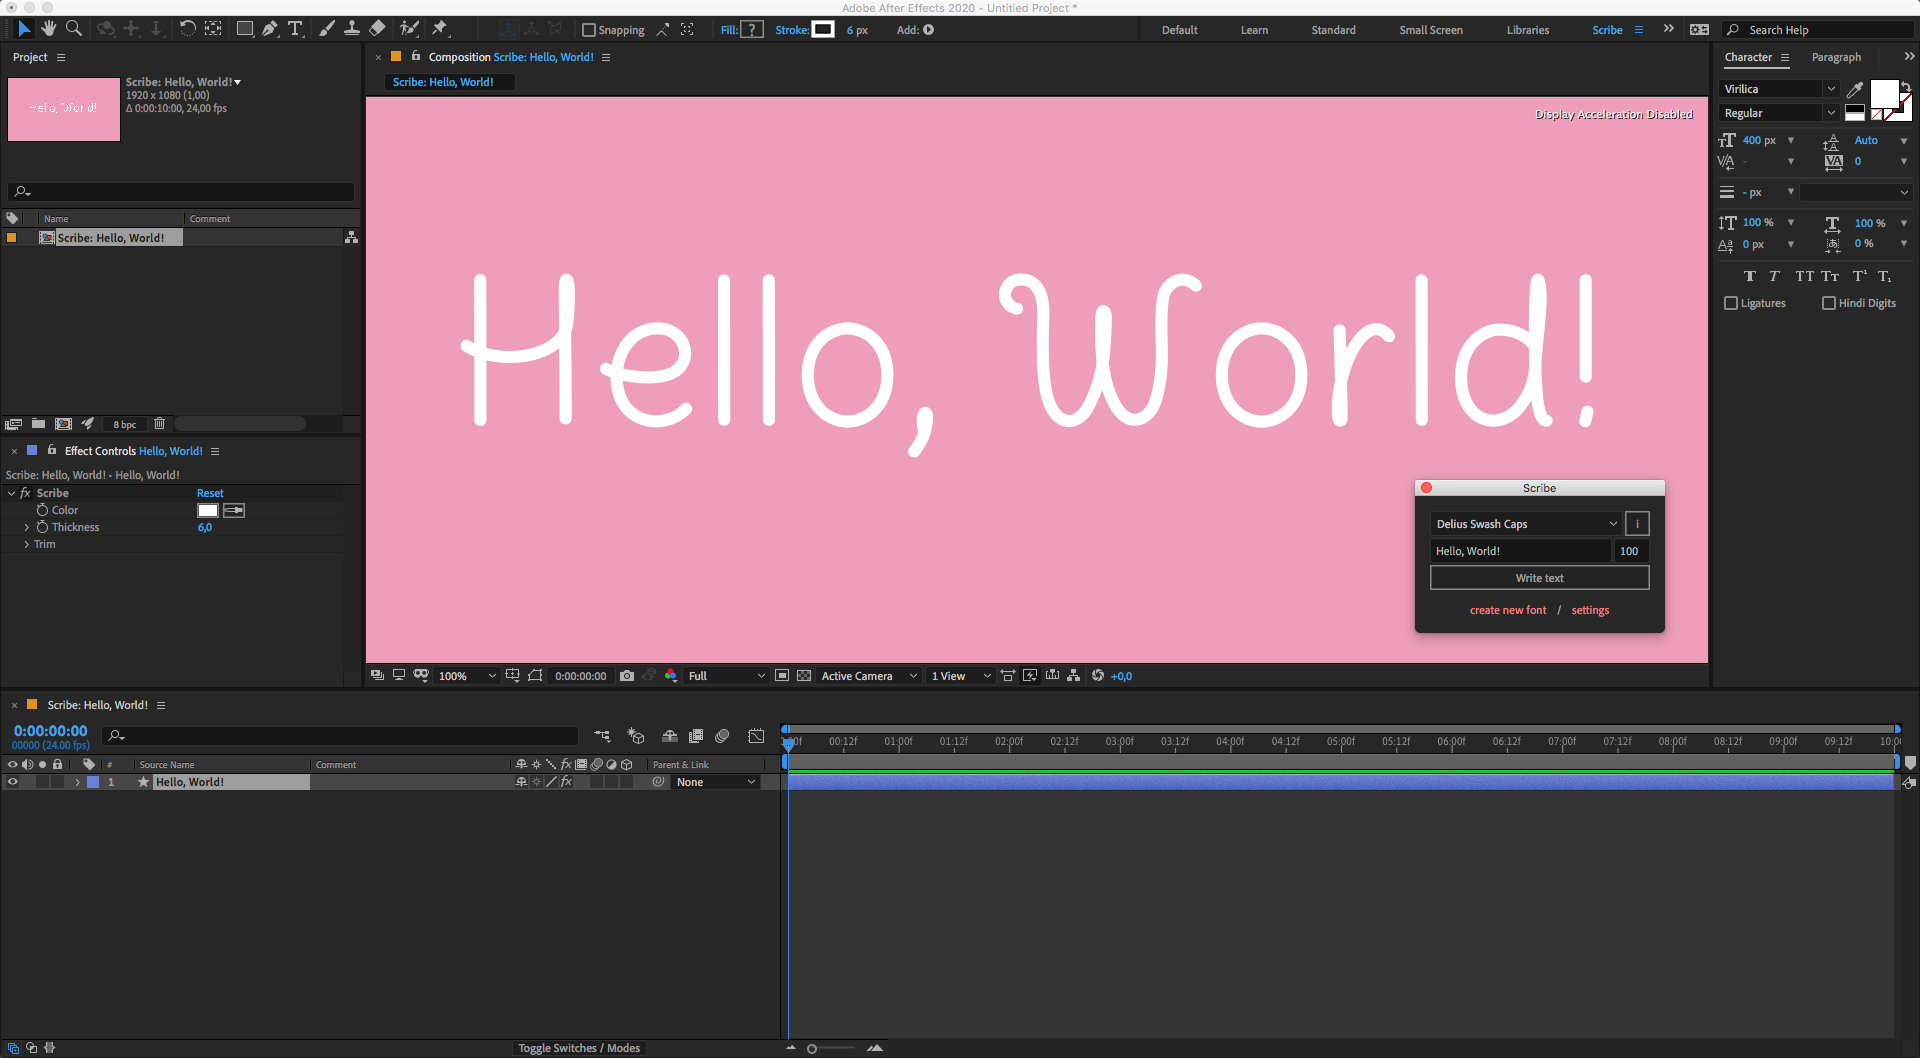 Adobe After Effects 2020 - Untitled Project *
Snapping
Fill: ?
Stroke:
6 px
Add:
Default
Learn
Standard
Small Screen
Libraries
Scribe
Search Help
Project
Scribe: Hello, World!
1920 x 1080 (1,00)
Δ 0:00:10:00, 24,00 fps
Hello, World!
Name
Comment
Scribe: Hello, World!
8 bpc
Effect Controls Hello, World!
Scribe: Hello, World! • Hello, World!
fx Scribe
Reset
Color
Thickness
6,0
Trim
Composition Scribe: Hello, World!
Scribe: Hello, World!
Display Acceleration Disabled
Hello, World!
Scribe
Delius Swash Caps
i
Hello, World!
100
Write text
create new font / settings
100%
0:00:00:00
Full
Active Camera
1 View
+0,0
Character
Paragraph
Virilica
Regular
400 px
Auto
-
0
- px
100 %
100 %
0 px
0 %
T T TT Tt T¹ T₁
Ligatures
Hindi Digits
Scribe: Hello, World!
0:00:00:00
00000 (24.00 fps)
#
Source Name
Comment
fx
Parent & Link
1
Hello, World!
fx
None
:00f 00:12f 01:00f 01:12f 02:00f 02:12f 03:00f 03:12f 04:00f 04:12f 05:00f 05:12f 06:00f 06:12f 07:00f 07:12f 08:00f 08:12f 09:00f 09:12f 10:0
Toggle Switches / Modes